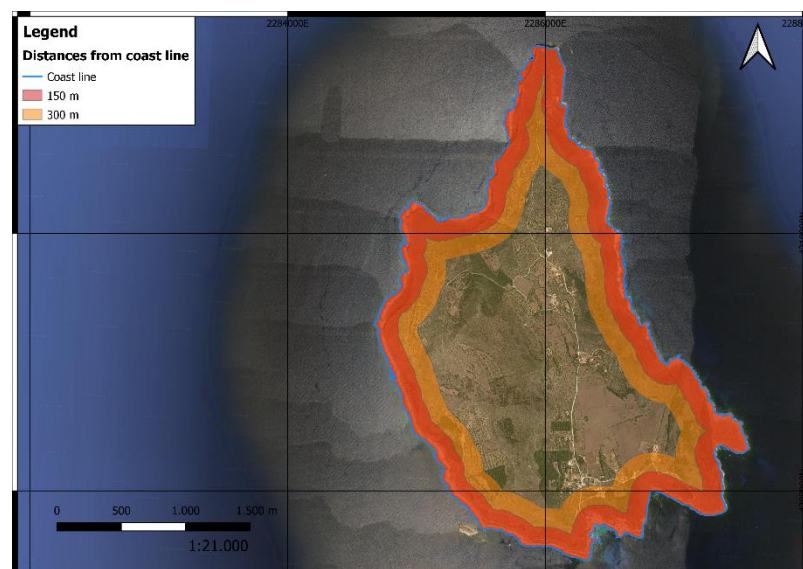 2284000E
2286000E
2288
Legend
Distances from coast line
Coast line
150 m
300 m
0 500 1.000 1.500 m
1:21.000